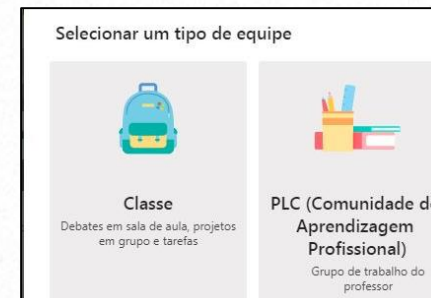 Selecionar um tipo de equipe
Classe
Debates em sala de aula, projetos
em grupo e tarefas
PLC (Comunidade d
Aprendizagem
Profissional)
Grupo de trabalho do
professor